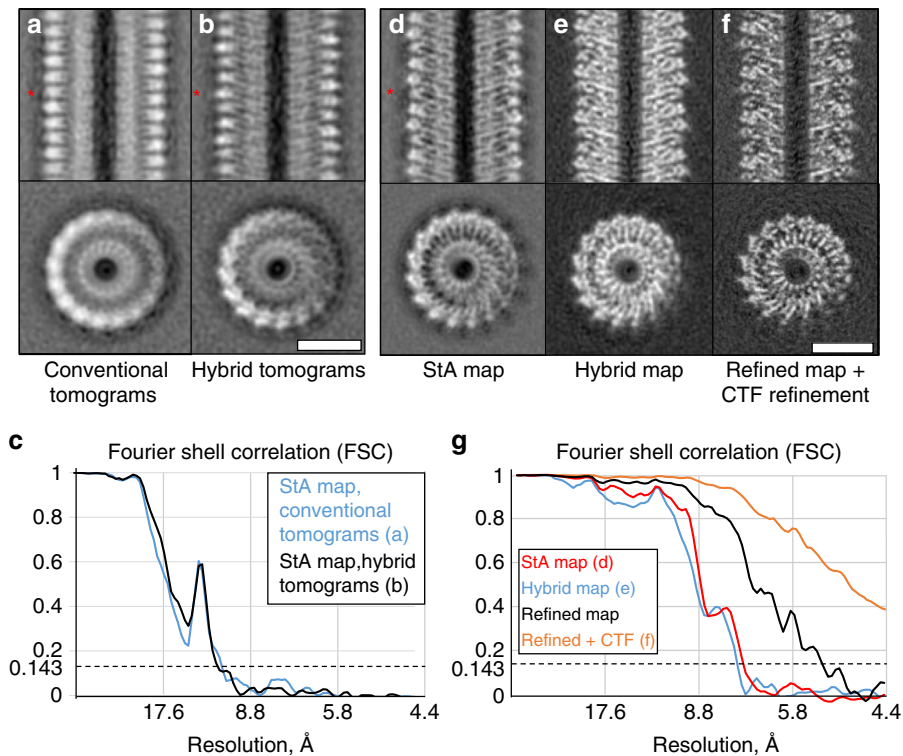 a b d e f
* * *
Conventional
tomograms
Hybrid tomograms
StA map
Hybrid map
Refined map +
CTF refinement
c
Fourier shell correlation (FSC)
1
0.8
0.6
0.4
0.2
0.143
0
StA map,
conventional
tomograms (a)
StA map,hybrid
tomograms (b)
17.6 8.8 5.8 4.4
Resolution, Å
g
Fourier shell correlation (FSC)
1
0.8
0.6
0.4
0.2
0.143
0
StA map (d)
Hybrid map (e)
Refined map
Refined + CTF (f)
17.6 8.8 5.8 4.4
Resolution, Å